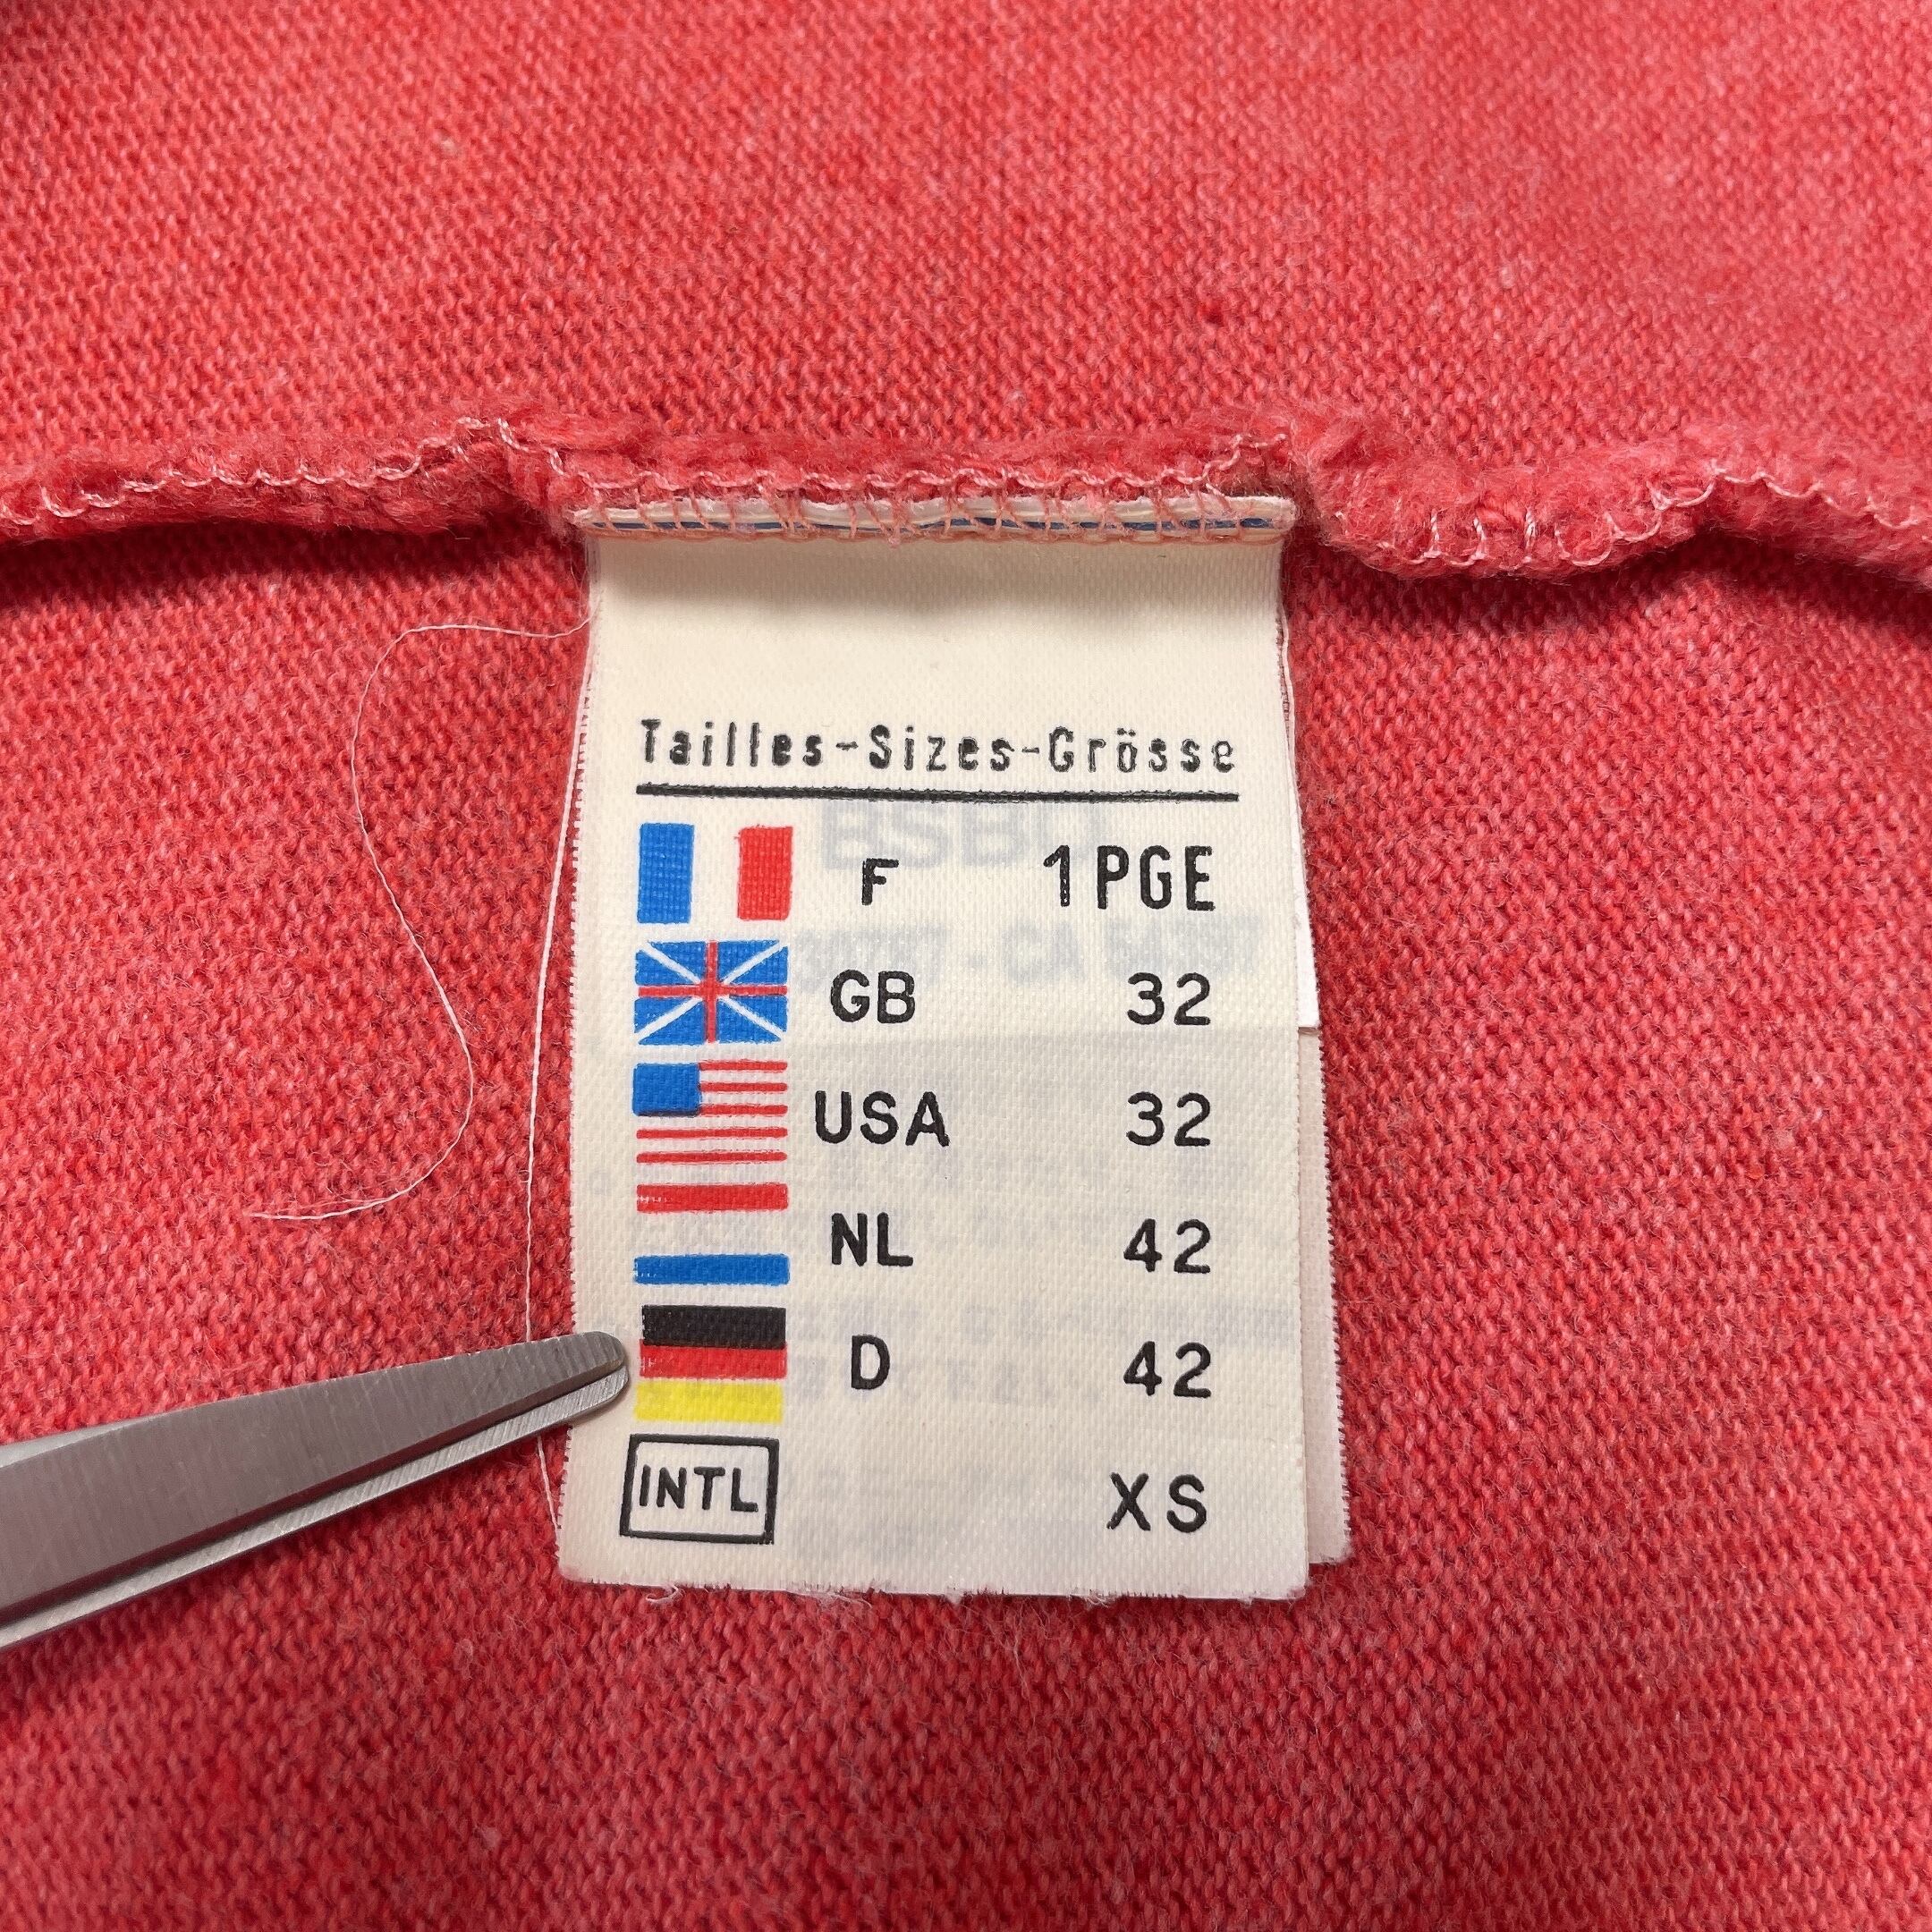 Tailles-Sizes-Grösse
F 1PGE
GB 32
USA 32
NL 42
D 42
INTL XS